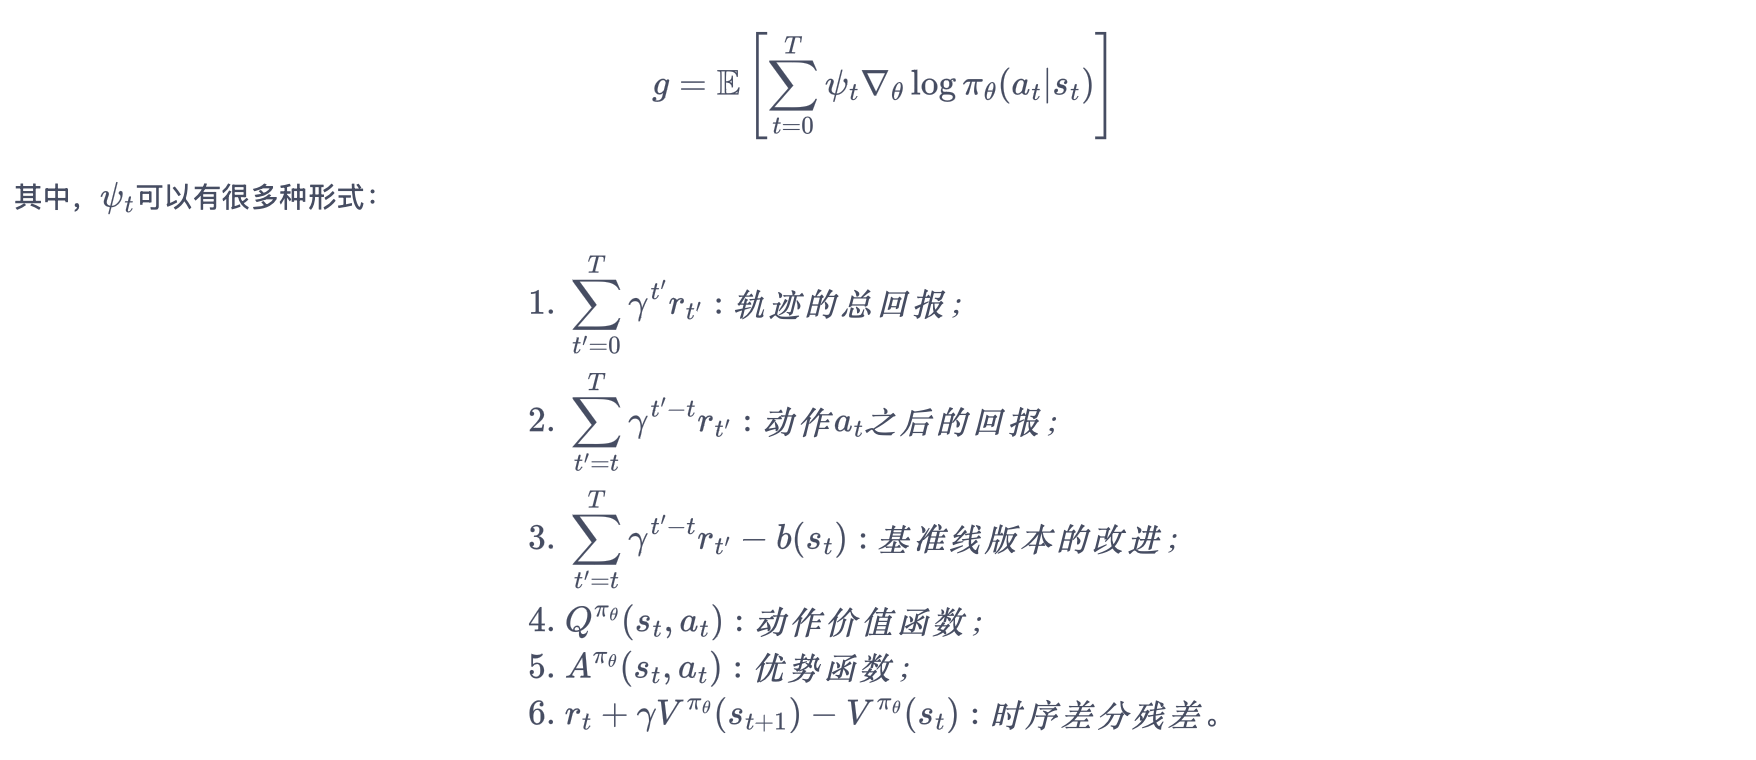 $$g = \mathbb{E}\left[\sum_{t=0}^{T} \psi_t \nabla_\theta \log \pi_\theta(a_t|s_t)\right]$$
其中，$\psi_t$可以有很多种形式：
1. $\sum_{t'=0}^{T} \gamma^{t'} r_{t'}$ : 轨迹的总回报;
2. $\sum_{t'=t}^{T} \gamma^{t'-t} r_{t'}$ : 动作$a_t$之后的回报;
3. $\sum_{t'=t}^{T} \gamma^{t'-t} r_{t'} - b(s_t)$ : 基准线版本的改进;
4. $Q^{\pi_\theta}(s_t, a_t)$ : 动作价值函数;
5. $A^{\pi_\theta}(s_t, a_t)$ : 优势函数;
6. $r_t + \gamma V^{\pi_\theta}(s_{t+1}) - V^{\pi_\theta}(s_t)$ : 时序差分残差。